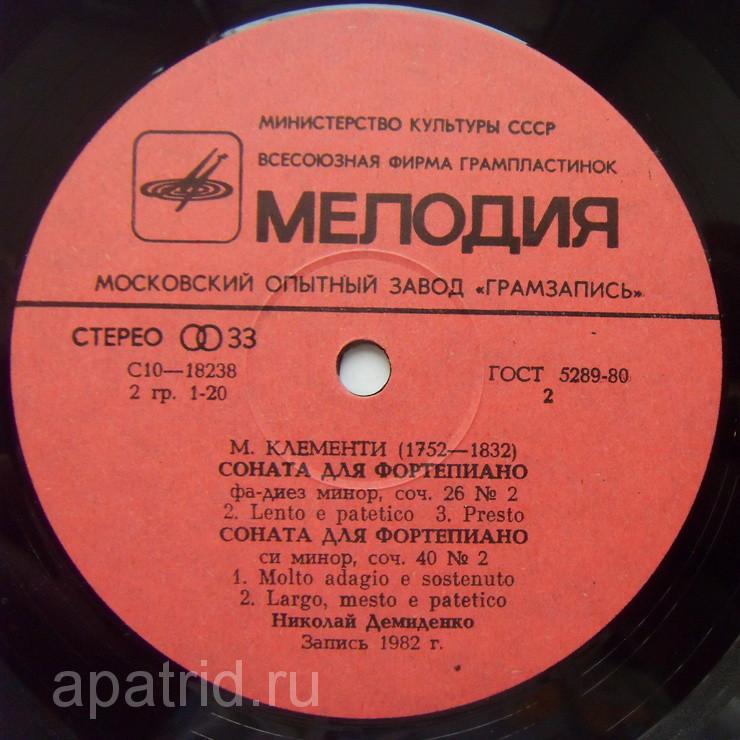 МИНИСТЕРСТВО КУЛЬТУРЫ СССР
ВСЕСОЮЗНАЯ ФИРМА ГРАМПЛАСТИНОК
МЕЛОДИЯ
МОСКОВСКИЙ ОПЫТНЫЙ ЗАВОД «ГРАМЗАПИСЬ»
СТЕРЕО 33
С10—18238
2 гр. 1-20
ГОСТ 5289-80
2
М. КЛЕМЕНТИ (1752—1832)
СОНАТА ДЛЯ ФОРТЕПИАНО
фа-диез минор, соч. 26 № 2
2. Lento e patetico 3. Presto
СОНАТА ДЛЯ ФОРТЕПИАНО
си минор, соч. 40 № 2
1. Molto adagio e sostenuto
2. Largo, mesto e patetico
Николай Демиденко
Запись 1982 г.
apatrid.ru